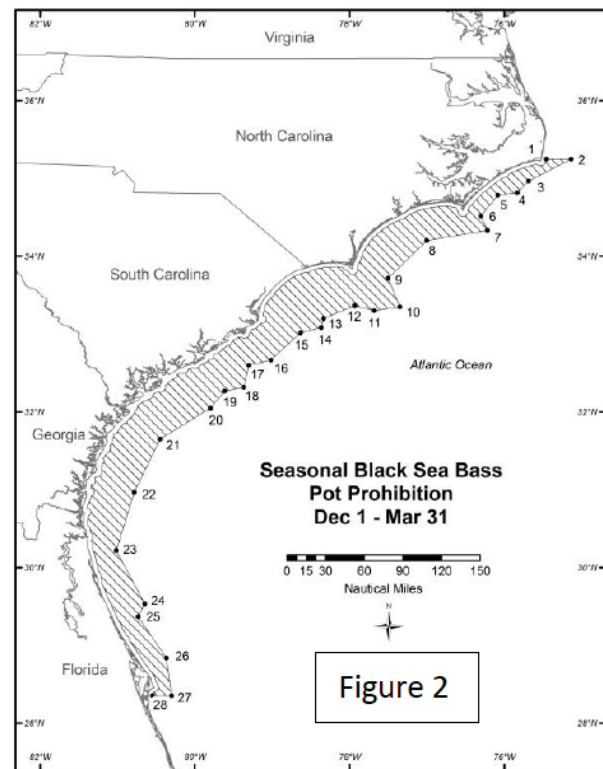 82°W 80°W 78°W 76°W
Virginia
36°N 36°N
North Carolina
1 2
3
4
5
6
7
8
34°N 34°N
South Carolina
9
10
11
12
13
14
15
16
17
Atlantic Ocean
18
19
20
32°N 32°N
Georgia
21
Seasonal Black Sea Bass
Pot Prohibition
Dec 1 - Mar 31
22
23
0 15 30 60 90 120 150
Nautical Miles
30°N 30°N
24
25
N
26
Florida
Figure 2
27
28
28°N 28°N
82°W 80°W 78°W 76°W